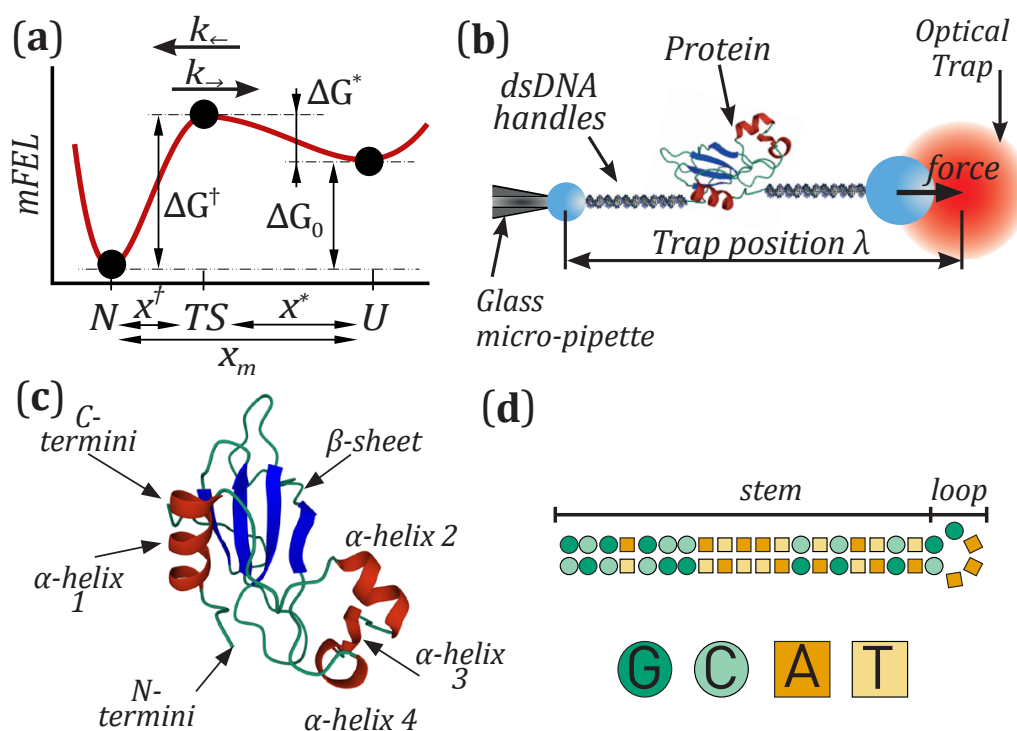 (a)
k←
k→
ΔG*
mFEL
ΔG†
ΔG₀
N
x†
TS
x*
U
xₘ
(b)
Protein
Optical
Trap
dsDNA
handles
force
Trap position λ
Glass
micro-pipette
(c)
C-
termini
β-sheet
α-helix 2
α-helix
1
α-helix
3
N-
termini
α-helix 4
(d)
stem
loop
G
C
A
T